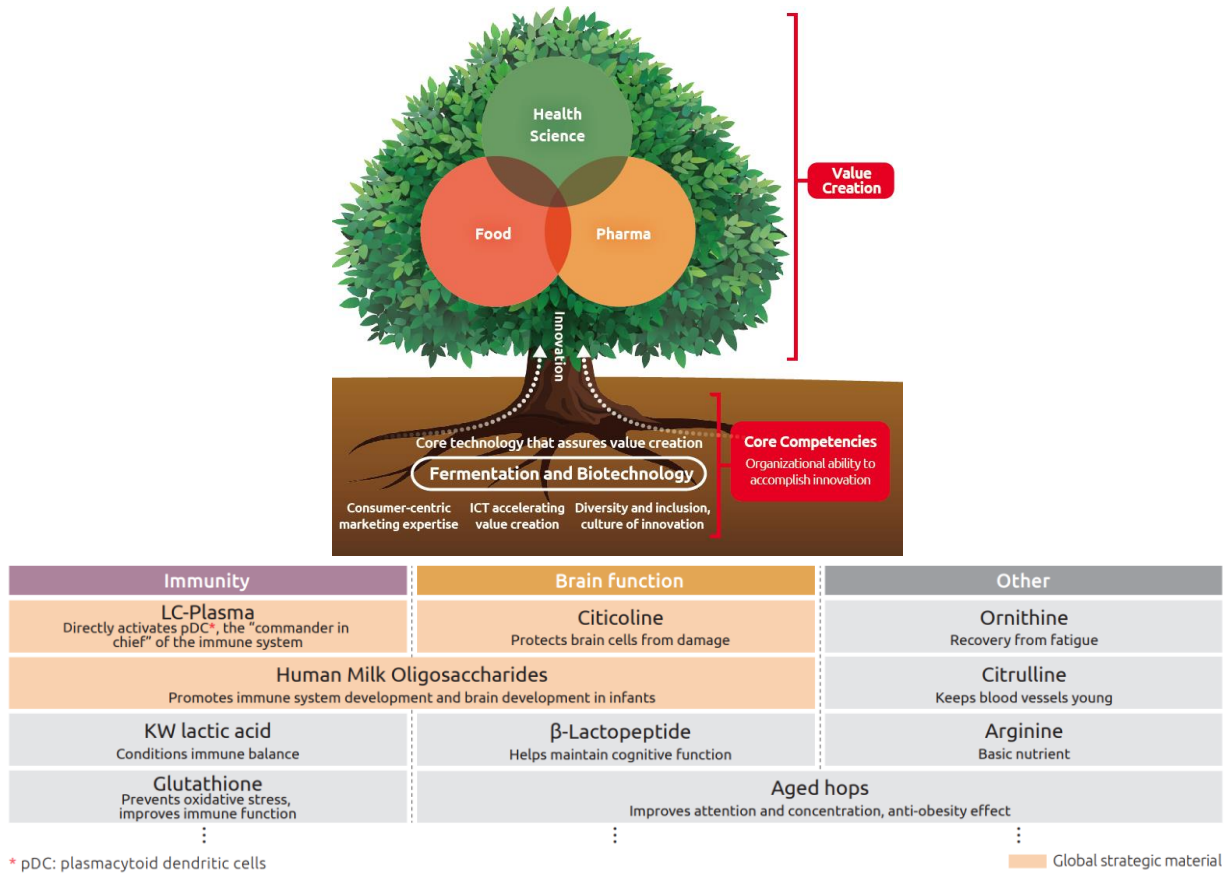 Health
Science
Food
Pharma
Value
Creation
Innovation
Core technology that assures value creation
Fermentation and Biotechnology
Consumer-centric
marketing expertise
ICT accelerating
value creation
Diversity and inclusion,
culture of innovation
Core Competencies
Organizational ability to
accomplish innovation
Immunity
Brain function
Other
LC-Plasma
Directly activates pDC*, the “commander in
chief” of the immune system
Citicoline
Protects brain cells from damage
Ornithine
Recovery from fatigue
Human Milk Oligosaccharides
Promotes immune system development and brain development in infants
Citrulline
Keeps blood vessels young
KW lactic acid
Conditions immune balance
β-Lactopeptide
Helps maintain cognitive function
Arginine
Basic nutrient
Glutathione
Prevents oxidative stress,
improves immune function
Aged hops
Improves attention and concentration, anti-obesity effect
* pDC: plasmacytoid dendritic cells
Global strategic material